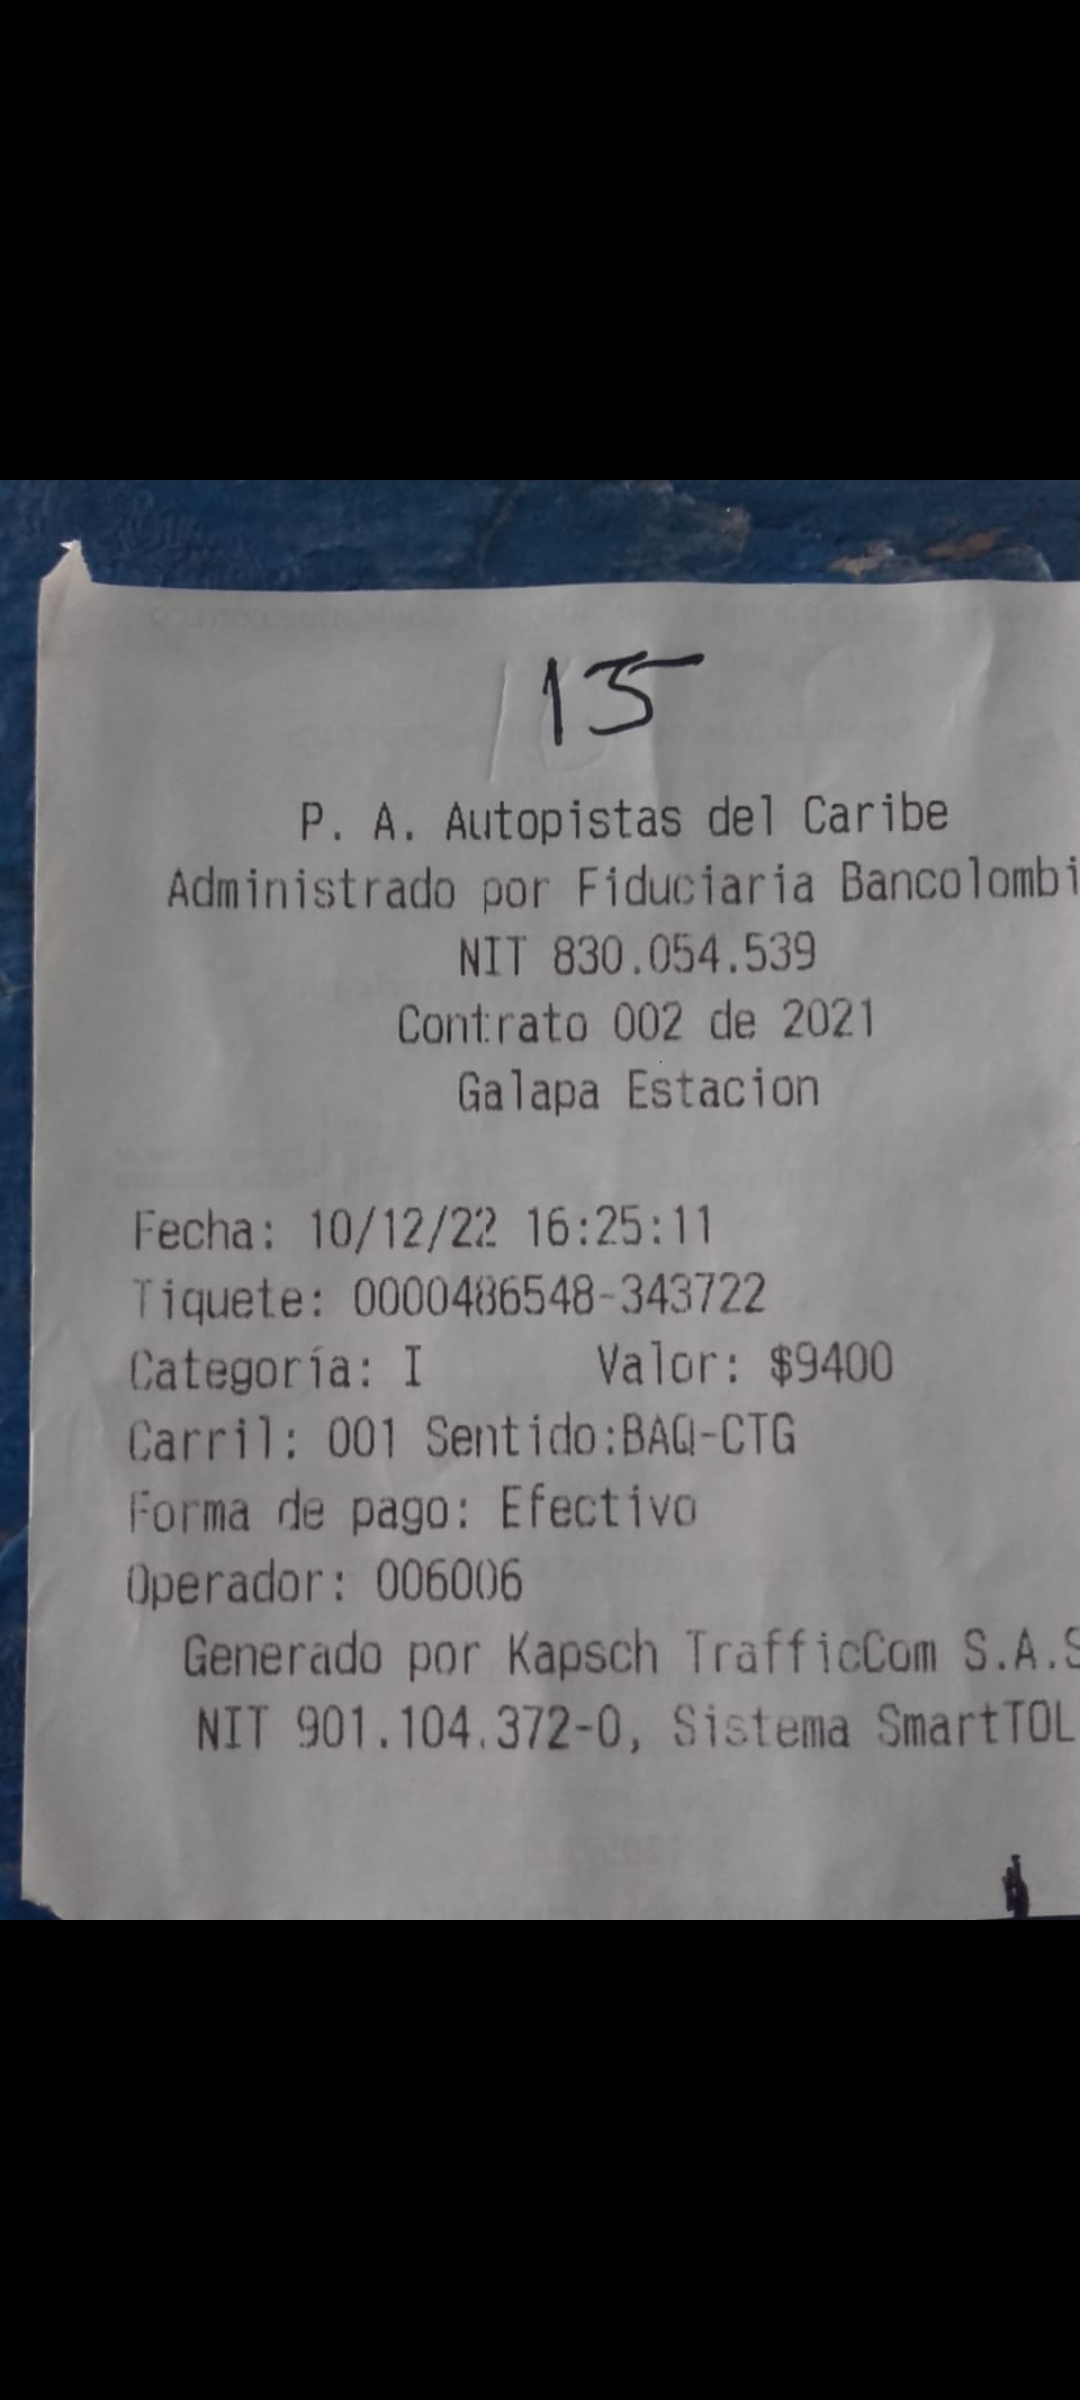 15
P. A. Autopistas del Caribe
Administrado por Fiduciaria Bancolombi
NIT 830.054.539
Contrato 002 de 2021
Galapa Estacion
Fecha: 10/12/22 16:25:11
Tiquete: 0000486548-343722
Categoría: I Valor: $9400
Carril: 001 Sentido:BAQ-CTG
Forma de pago: Efectivo
Operador: 006006
Generado por Kapsch TrafficCom S.A.S
NIT 901.104.372-0, Sistema SmartTOL